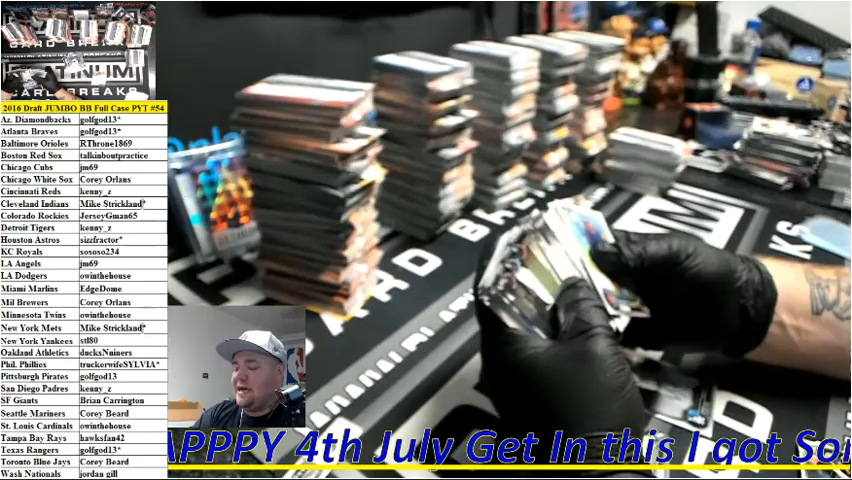 CARD BREAKS
PLATINUM
CARD BREAKS
2016 Draft JUMBO BB Full Case PYT #54
Az. Diamondbacks golfgod13*
Atlanta Braves golfgod13*
Baltimore Orioles RThrone1869
Boston Red Sox talkinboutpractice
Chicago Cubs jm69
Chicago White Sox Corey Orlans
Cincinnati Reds kenny_z
Cleveland Indians Mike Strickland*
Colorado Rockies JerseyGman65
Detroit Tigers kenny_z
Houston Astros sizzfractor*
KC Royals sososo234
LA Angels jm69
LA Dodgers owinthehouse
Miami Marlins EdgeDome
Mil Brewers Corey Orlans
Minnesota Twins owinthehouse
New York Mets Mike Strickland*
New York Yankees stl80
Oakland Athletics ducksNniners
Phil. Phillies truckerwifeSYLVIA*
Pittsburgh Pirates golfgod13
San Diego Padres kenny_z
SF Giants Brian Carrington
Seattle Mariners Corey Beard
St. Louis Cardinals owinthehouse
Tampa Bay Rays hawksfan42
Texas Rangers golfgod13*
Toronto Blue Jays Corey Beard
Wash Nationals jordan gill
APPPY 4th July Get In this I got So